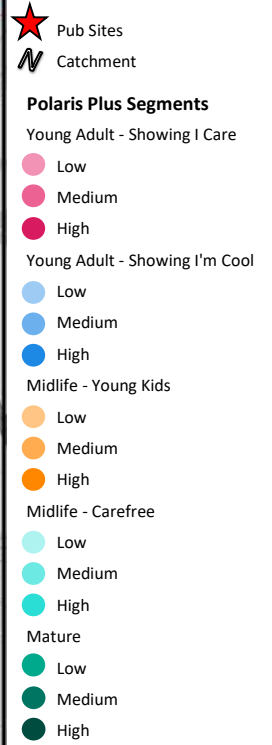 Pub Sites
Catchment
Polaris Plus Segments
Young Adult - Showing I Care
Low
Medium
High
Young Adult - Showing I'm Cool
Low
Medium
High
Midlife - Young Kids
Low
Medium
High
Midlife - Carefree
Low
Medium
High
Mature
Low
Medium
High